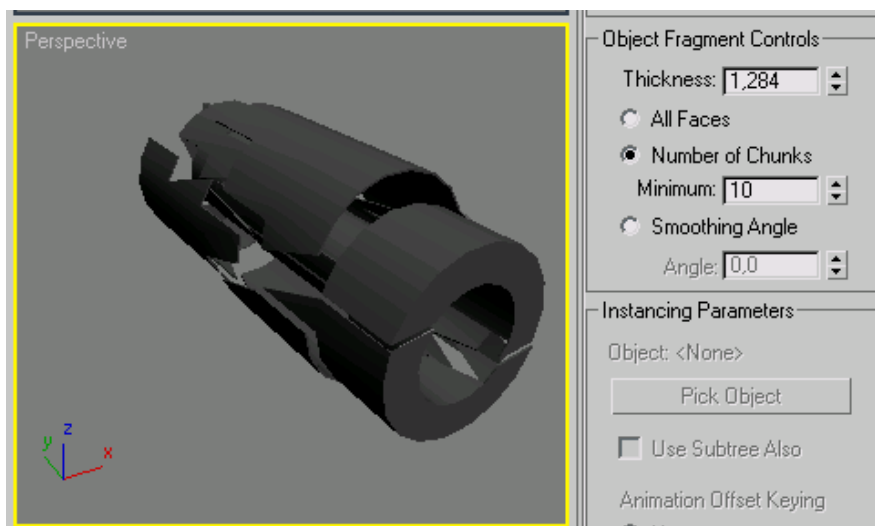 Perspective
y z x
Object Fragment Controls
Thickness: 1,284
All Faces
Number of Chunks
Minimum: 10
Smoothing Angle
Angle: 0,0
Instancing Parameters
Object: <None>
Pick Object
Use Subtree Also
Animation Offset Keying